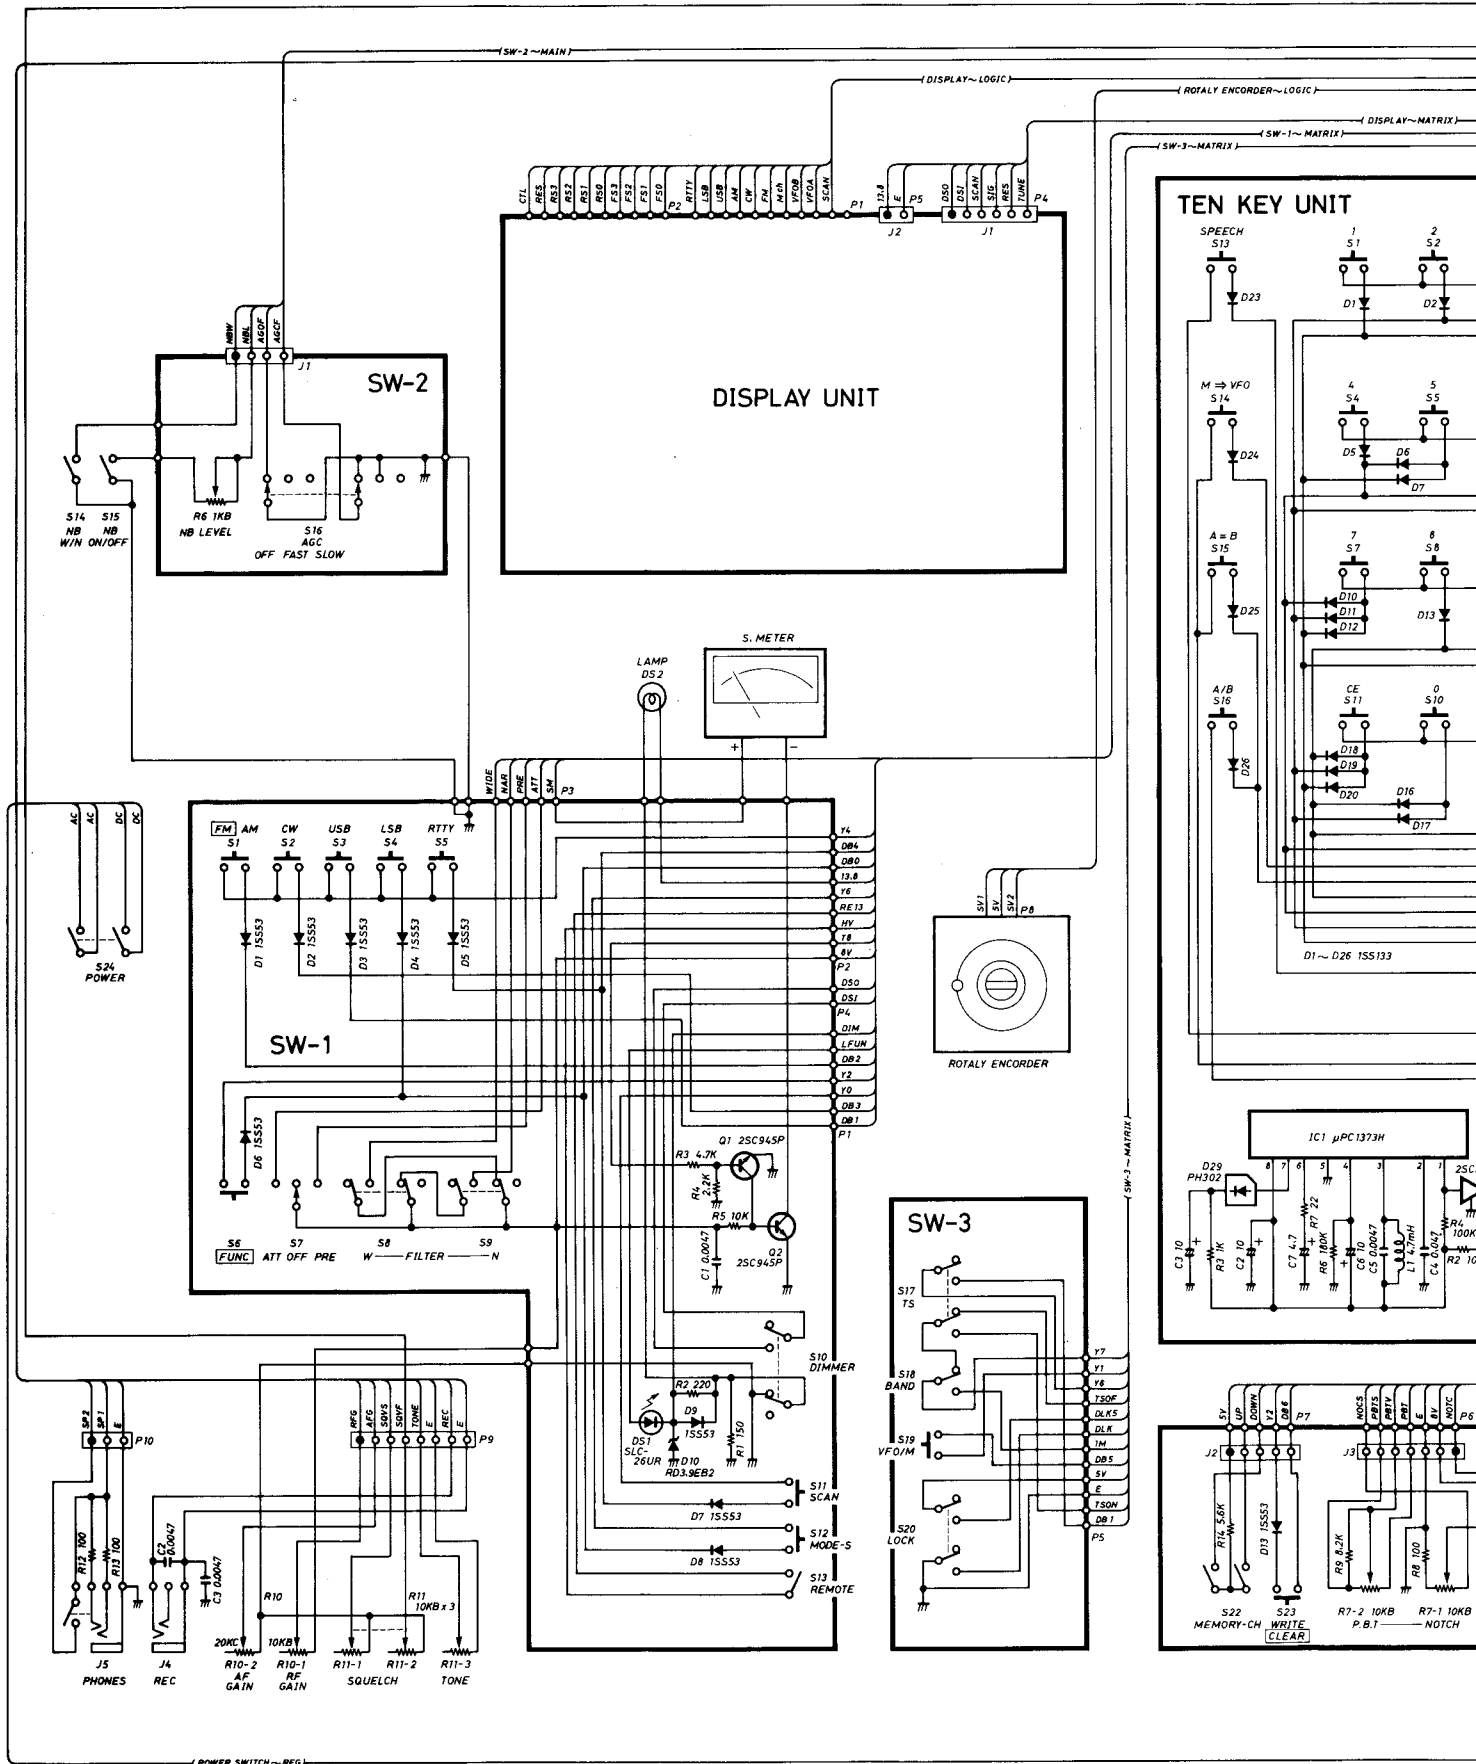 (SW-2~MAIN)
(DISPLAY~LOGIC)
(ROTALY ENCORDER~LOGIC)
(DISPLAY~MATRIX)
(SW-1~MATRIX)
(SW-3~MATRIX)
CTL RES RS3 RS2 RS1 RS0 FS3 FS2 FS1 FS0 P2 RTTY LSB USB AM CW FM Mch VFOB VFOA SCAN P1
13.8 E P5
J2
DS0 DS1 SCAN SIG RES TUNE P4
J1
DISPLAY UNIT
TEN KEY UNIT
SPEECH
S13
D23
1
S1
D1
2
S2
D2
M ⇒ VFO
S14
D24
4
S4
D5
5
S5
D6
D7
A = B
S15
D25
7
S7
D10
D11
D12
8
S8
D13
A/B
S16
D26
CE
S11
D18
D19
D20
0
S10
D16
D17
D1 ~ D26 1SS133
NBW NBL AGOF AGCF
J1
SW-2
S14
NB
W/N
S15
NB
ON/OFF
R6 1KB
NB LEVEL
S16
AGC
OFF FAST SLOW
LAMP
DS2
S. METER
+ −
WIDE NAR PRE ATT SM P3
AC AC DC DC
S24
POWER
FM AM
S1
CW
S2
USB
S3
LSB
S4
RTTY
S5
D1 1SS53
D2 1SS53
D3 1SS53
D4 1SS53
D5 1SS53
SW-1
Y4
DB4
DB0
13.8
Y6
RE13
HV
T8
8V
P2
DS0
DS1
P4
DIM
LFUN
DB2
Y2
Y0
DB3
DB1
P1
D6 1SS53
S6
FUNC
S7
ATT OFF PRE
S8 S9
W — FILTER — N
Q1 2SC945P
R3 4.7K
R4 2.2K
R5 10K
C1 0.0047
Q2
2SC945P
S10
DIMMER
R2 220
D9
1SS53
DS1
SLC-
26UR
D10
RD3.9EB2
R1 150
S11
SCAN
D7 1SS53
S12
MODE-S
D8 1SS53
S13
REMOTE
SV1 5V SV2 P8
ROTALY ENCORDER
SW-3~MATRIX)
SW-3
S17
TS
S18
BAND
S19
VFO/M
S20
LOCK
Y7
Y1
Y6
TSOF
DLKS
DLK
1M
DB5
5V
E
TSON
DB1
P5
IC1 µPC1373H
8 7 6 5 4 3 2 1
D29
PH302
C3 10
R3 1K
C2 10
C7 4.7
R7 22
R6 180K
C6 10
C5 0.0047
L1 4.7mH
C4 0.047
R4
100K
R2 10
2SC
5V UP DOWN Y2 DB6 P7
J2
R14 5.6K
D13 1SS53
S22
MEMORY-CH
S23
WRITE
CLEAR
NOCS PBTS PBTV PBT E 8V NOTC P6
J3
R9 8.2K
R8 100
R7-2 10KB
P.B.T
R7-1 10KB
NOTCH
SP2 SP1 E P10
R12 100
R13 100
C2 0.0047
C3 0.0047
J5
PHONES
J4
REC
RFG AFG SQVS SQVF TONE E REC E P9
R10
R11
10KB x 3
20KC
R10-2
AF
GAIN
10KB
R10-1
RF
GAIN
R11-1 R11-2
SQUELCH
R11-3
TONE
(POWER SWITCH~REG)